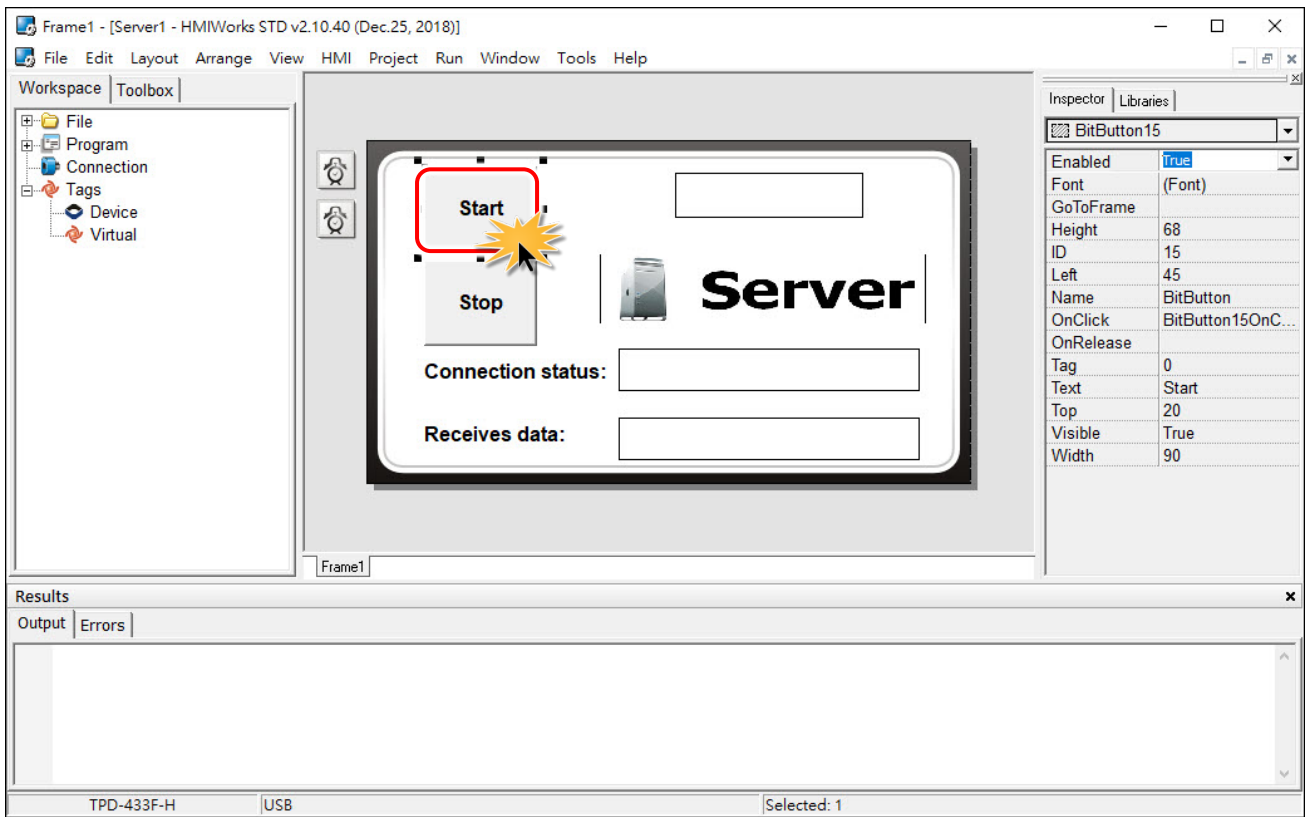 Frame1 - [Server1 - HMIWorks STD v2.10.40 (Dec.25, 2018)]
File Edit Layout Arrange View HMI Project Run Window Tools Help
Workspace Toolbox
File
Program
Connection
Tags
Device
Virtual
Start
Stop
Server
Connection status:
Receives data:
Frame1
Inspector Libraries
BitButton15
Enabled True
Font (Font)
GoToFrame
Height 68
ID 15
Left 45
Name BitButton
OnClick BitButton15OnC...
OnRelease
Tag 0
Text Start
Top 20
Visible True
Width 90
Results
Output Errors
TPD-433F-H USB Selected: 1